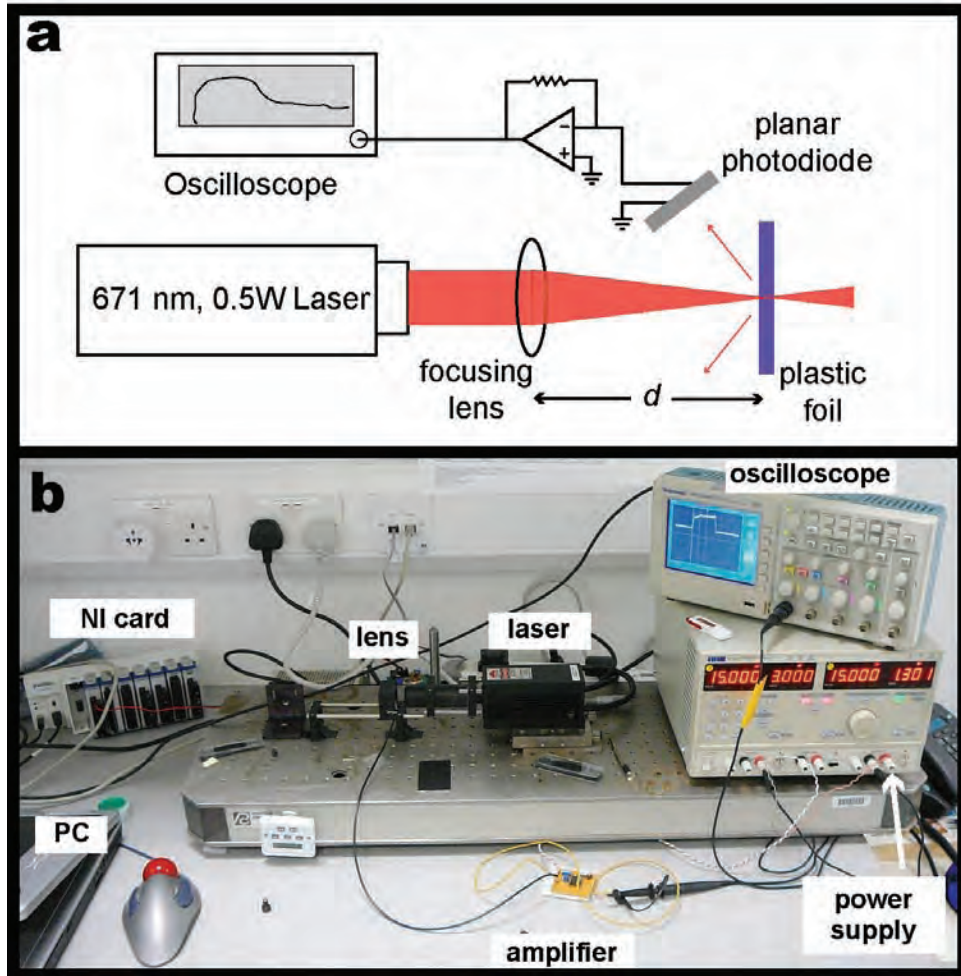 a
Oscilloscope
planar
photodiode
671 nm, 0.5W Laser
focusing
lens
d
plastic
foil
b
oscilloscope
NI card
lens
laser
15.000 3.000 15.000 1.301
PC
amplifier
power
supply